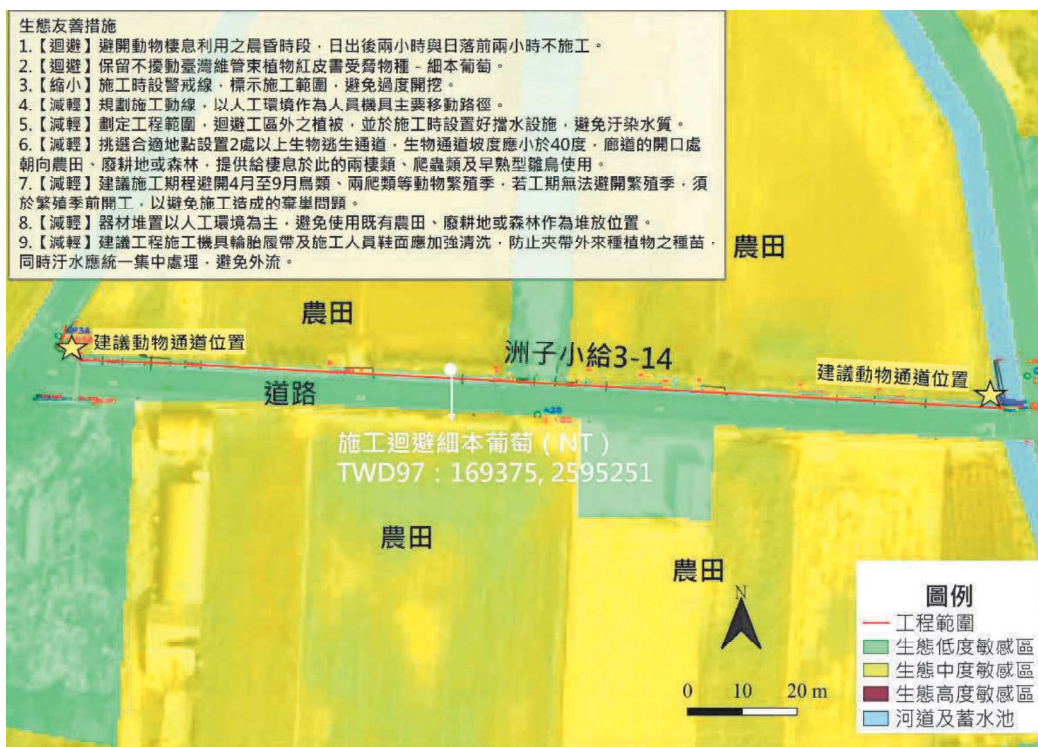 生態友善措施
1.【迴避】避開動物棲息利用之晨昏時段，日出後兩小時與日落前兩小時不施工。
2.【迴避】保留不擾動臺灣維管束植物紅皮書受脅物種－細本葡萄。
3.【縮小】施工時設警戒線，標示施工範圍，避免過度開挖。
4.【減輕】規劃施工動線，以人工環境作為人員機具主要移動路徑。
5.【減輕】劃定工程範圍，迴避工區外之植被，並於施工時設置好擋水設施，避免汙染水質。
6.【減輕】挑選合適地點設置2處以上生物逃生通道，生物通道坡度應小於40度，廊道的開口處
朝向農田、廢耕地或森林，提供給棲息於此的兩棲類、爬蟲類及早熟型雛鳥使用。
7.【減輕】建議施工期程避開4月至9月鳥類、兩爬類等動物繁殖季，若工期無法避開繁殖季，須
於繁殖季前開工，以避免施工造成的棄巢問題。
8.【減輕】器材堆置以人工環境為主，避免使用既有農田、廢耕地或森林作為堆放位置。
9.【減輕】建議工程施工機具輪胎履帶及施工人員鞋面應加強清洗，防止夾帶外來種植物之種苗，
同時汙水應統一集中處理，避免外流。
農田
農田
建議動物通道位置
洲子小給3-14
建議動物通道位置
道路
施工迴避細本葡萄（NT）
TWD97：169375, 2595251
農田
農田
N
0 10 20 m
圖例
工程範圍
生態低度敏感區
生態中度敏感區
生態高度敏感區
河道及蓄水池